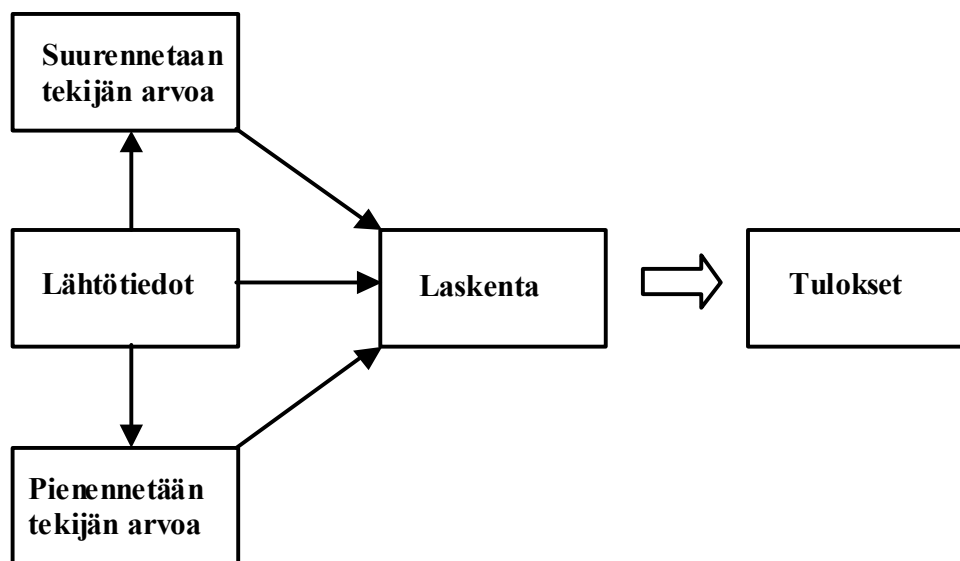 Suurennetaan
tekijän arvoa
Lähtötiedot
Laskenta
Tulokset
Pienennetään
tekijän arvoa